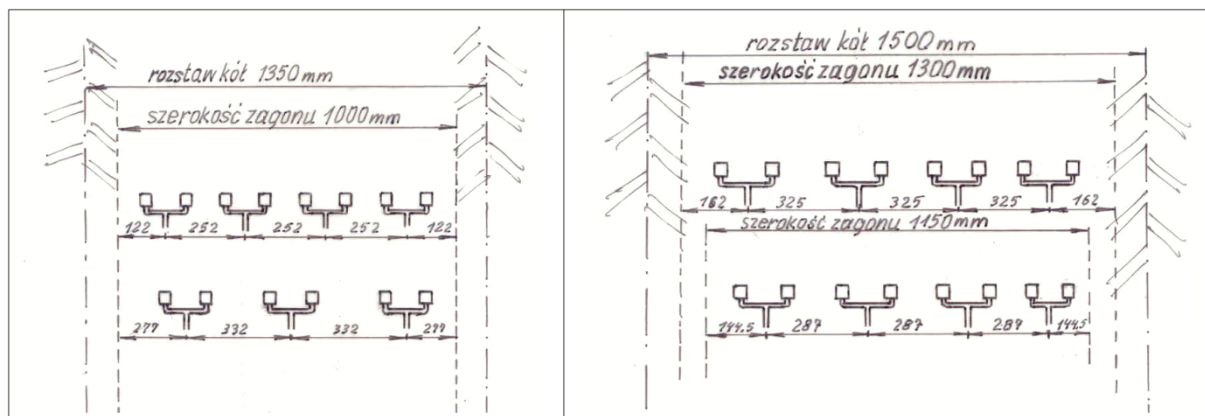 rozstaw kół 1350 mm
szerokość zagonu 1000 mm
122 252 252 252 122
332 332
rozstaw kół 1500 mm
szerokość zagonu 1300 mm
162 325 325 325 162
szerokość zagonu 1150 mm
144.5 287 287 287 144.5